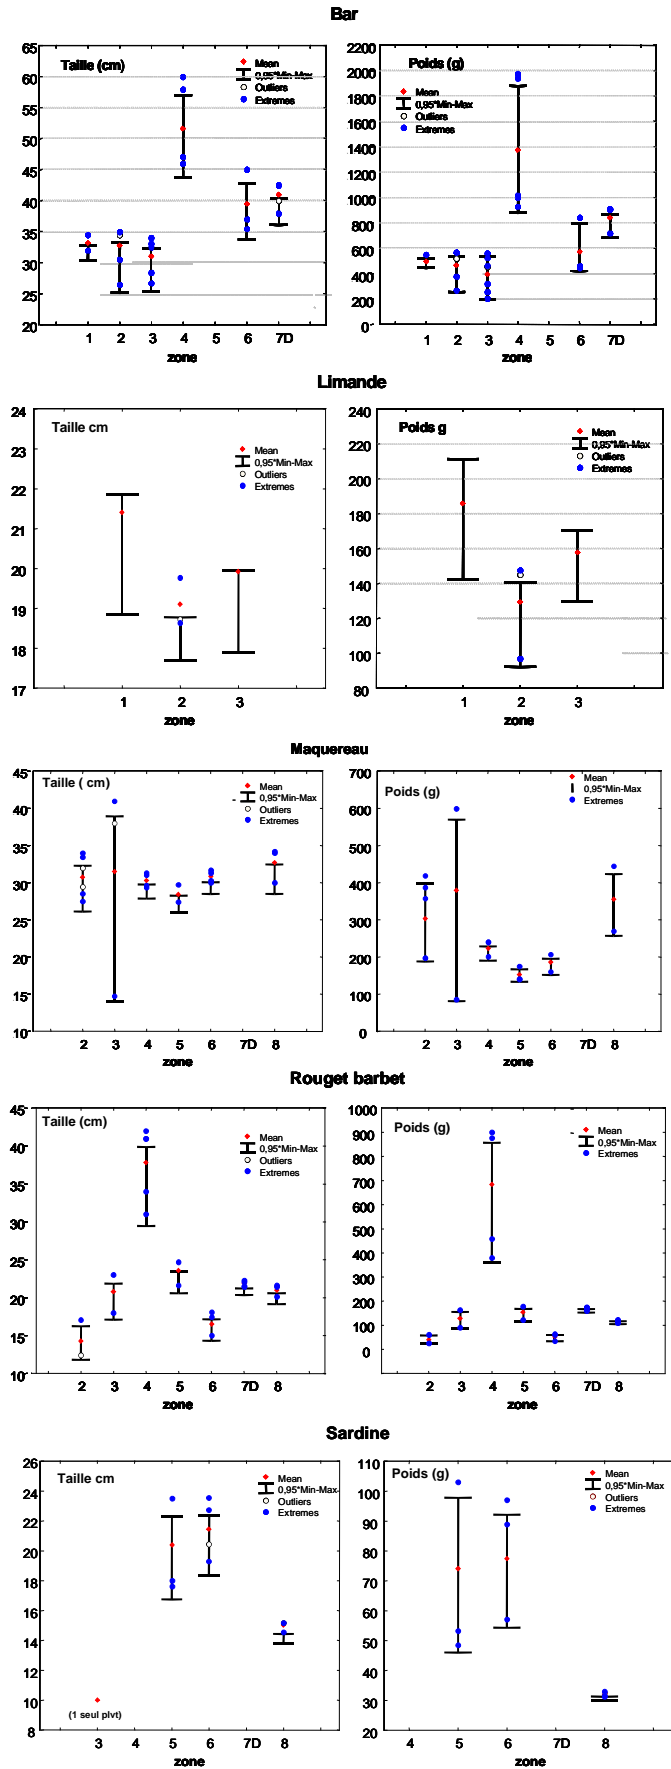 Bar
Taille (cm)
Mean
0,95*Min-Max
Outliers
Extremes
65
60
55
50
45
40
35
30
25
20
1 2 3 4 6 7D
zone
Poids (g)
Mean
0,95*Min-Max
Outliers
Extremes
2200
2000
1800
1600
1400
1200
1000
800
600
400
200
0
1 2 3 4 6 7D
zone
Limande
Taille cm
Mean
0,95*Min-Max
Outliers
Extremes
24
23
22
21
20
19
18
17
1 2 3
zone
Poids g
Mean
0,95*Min-Max
Outliers
Extremes
240
220
200
180
160
140
120
100
80
1 2 3
zone
Maquereau
Taille ( cm)
Mean
0,95*Min-Max
Outliers
Extremes
45
40
35
30
25
20
15
10
2 3 4 5 6 7D 8
zone
Poids (g)
Mean
0,95*Min-Max
Extremes
700
600
500
400
300
200
100
0
2 3 4 5 6 7D 8
zone
Rouget barbet
Taille (cm)
Mean
0,95*Min-Max
Outliers
Extremes
45
40
35
30
25
20
15
10
2 3 4 5 6 7D 8
zone
Poids (g)
Mean
0,95*Min-Max
Extremes
1000
900
800
700
600
500
400
300
200
100
0
2 3 4 5 6 7D 8
zone
Sardine
Taille cm
Mean
0,95*Min-Max
Outliers
Extremes
26
24
22
20
18
16
14
12
10
8
(1 seul plvt)
3 4 5 6 7D 8
zone
Poids (g)
Mean
0,95*Min-Max
Outliers
Extremes
110
100
90
80
70
60
50
40
30
20
4 5 6 7D 8
zone